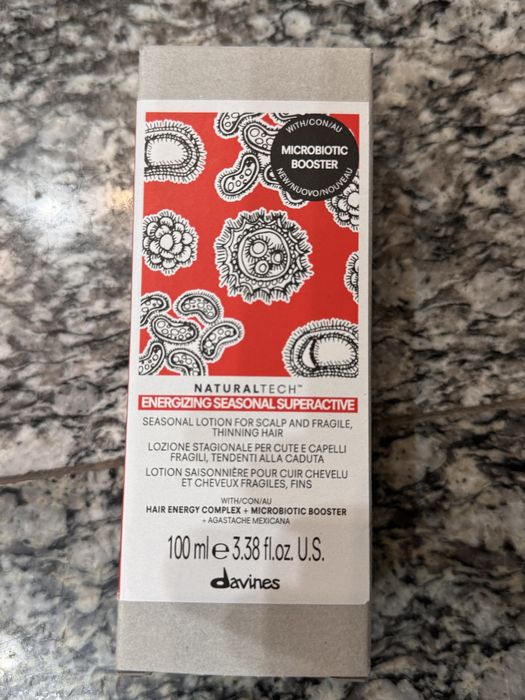 WITH/CON/AU
MICROBIOTIC
BOOSTER
NEW/NUOVO/NOUVEAU
NATURALTECH™
ENERGIZING SEASONAL SUPERACTIVE
SEASONAL LOTION FOR SCALP AND FRAGILE,
THINNING HAIR
LOZIONE STAGIONALE PER CUTE E CAPELLI
FRAGILI, TENDENTI ALLA CADUTA
LOTION SAISONNIÈRE POUR CUIR CHEVELU
ET CHEVEUX FRAGILES, FINS
WITH/CON/AU
HAIR ENERGY COMPLEX + MICROBIOTIC BOOSTER
+ AGASTACHE MEXICANA
100 ml ℮ 3.38 fl.oz. U.S.
davines